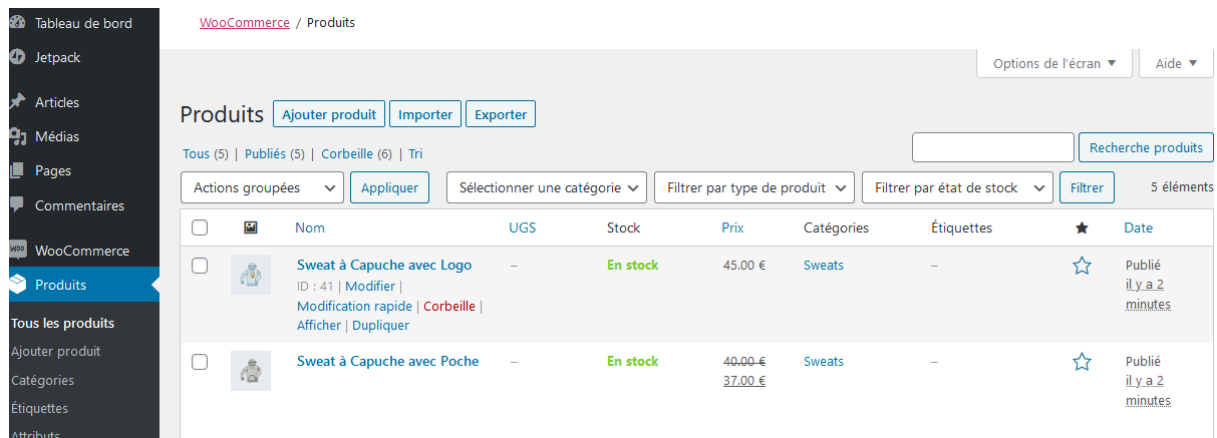 Tableau de bord
WooCommerce / Produits
Jetpack
Options de l'écran ▼
Aide ▼
Articles
Produits Ajouter produit Importer Exporter
Médias
Tous (5) | Publiés (5) | Corbeille (6) | Tri
Recherche produits
Pages
Actions groupées Appliquer Sélectionner une catégorie Filtrer par type de produit Filtrer par état de stock Filtrer 5 éléments
Commentaires
Nom UGS Stock Prix Catégories Étiquettes Date
Woo WooCommerce
Produits
Sweat à Capuche avec Logo – En stock 45.00 € Sweats – Publié
ID : 41 | Modifier | il y a 2
Modification rapide | Corbeille | minutes
Afficher | Dupliquer
Tous les produits
Ajouter produit
Sweat à Capuche avec Poche – En stock 40.00 € Sweats – Publié
37.00 € il y a 2
minutes
Catégories
Étiquettes
Attributs